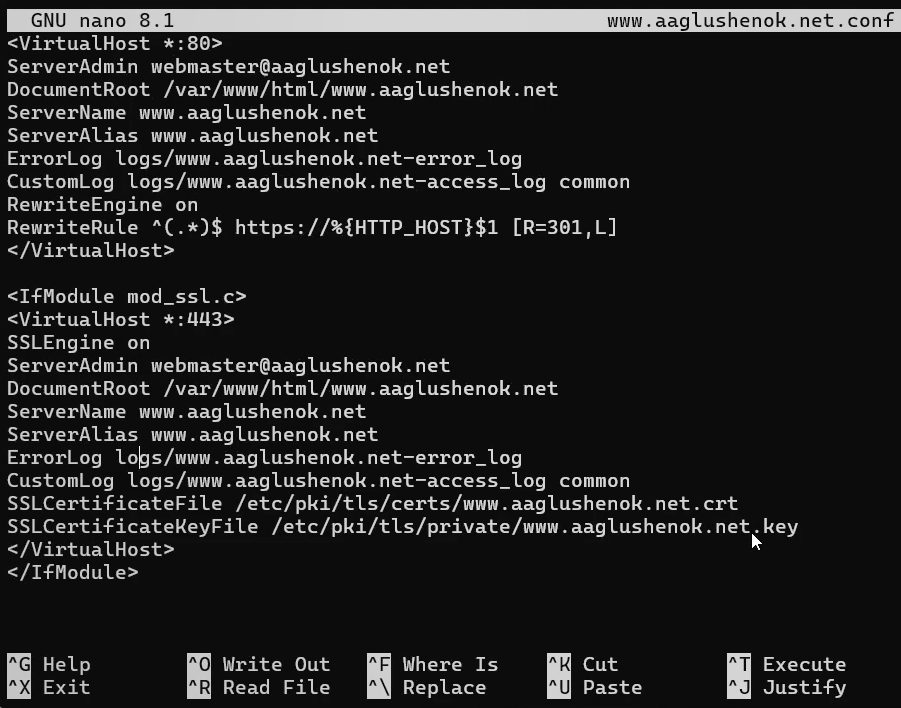 GNU nano 8.1 www.aaglushenok.net.conf
<VirtualHost *:80>
ServerAdmin webmaster@aaglushenok.net
DocumentRoot /var/www/html/www.aaglushenok.net
ServerName www.aaglushenok.net
ServerAlias www.aaglushenok.net
ErrorLog logs/www.aaglushenok.net-error_log
CustomLog logs/www.aaglushenok.net-access_log common
RewriteEngine on
RewriteRule ^(.*)$ https://%{HTTP_HOST}$1 [R=301,L]
</VirtualHost>

<IfModule mod_ssl.c>
<VirtualHost *:443>
SSLEngine on
ServerAdmin webmaster@aaglushenok.net
DocumentRoot /var/www/html/www.aaglushenok.net
ServerName www.aaglushenok.net
ServerAlias www.aaglushenok.net
ErrorLog logs/www.aaglushenok.net-error_log
CustomLog logs/www.aaglushenok.net-access_log common
SSLCertificateFile /etc/pki/tls/certs/www.aaglushenok.net.crt
SSLCertificateKeyFile /etc/pki/tls/private/www.aaglushenok.net.key
</VirtualHost>
</IfModule>

^G Help ^O Write Out ^F Where Is ^K Cut ^T Execute
^X Exit ^R Read File ^\ Replace ^U Paste ^J Justify